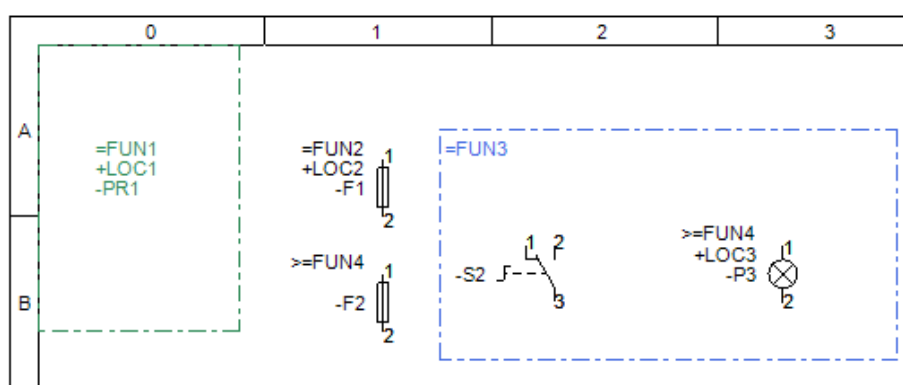 0 1 2 3
A
=FUN1
+LOC1
-PR1
=FUN2
+LOC2
-F1
1
2
=FUN3
B
>=FUN4
-F2
1
2
-S2
1 2
3
>=FUN4
+LOC3
-P3
1
2